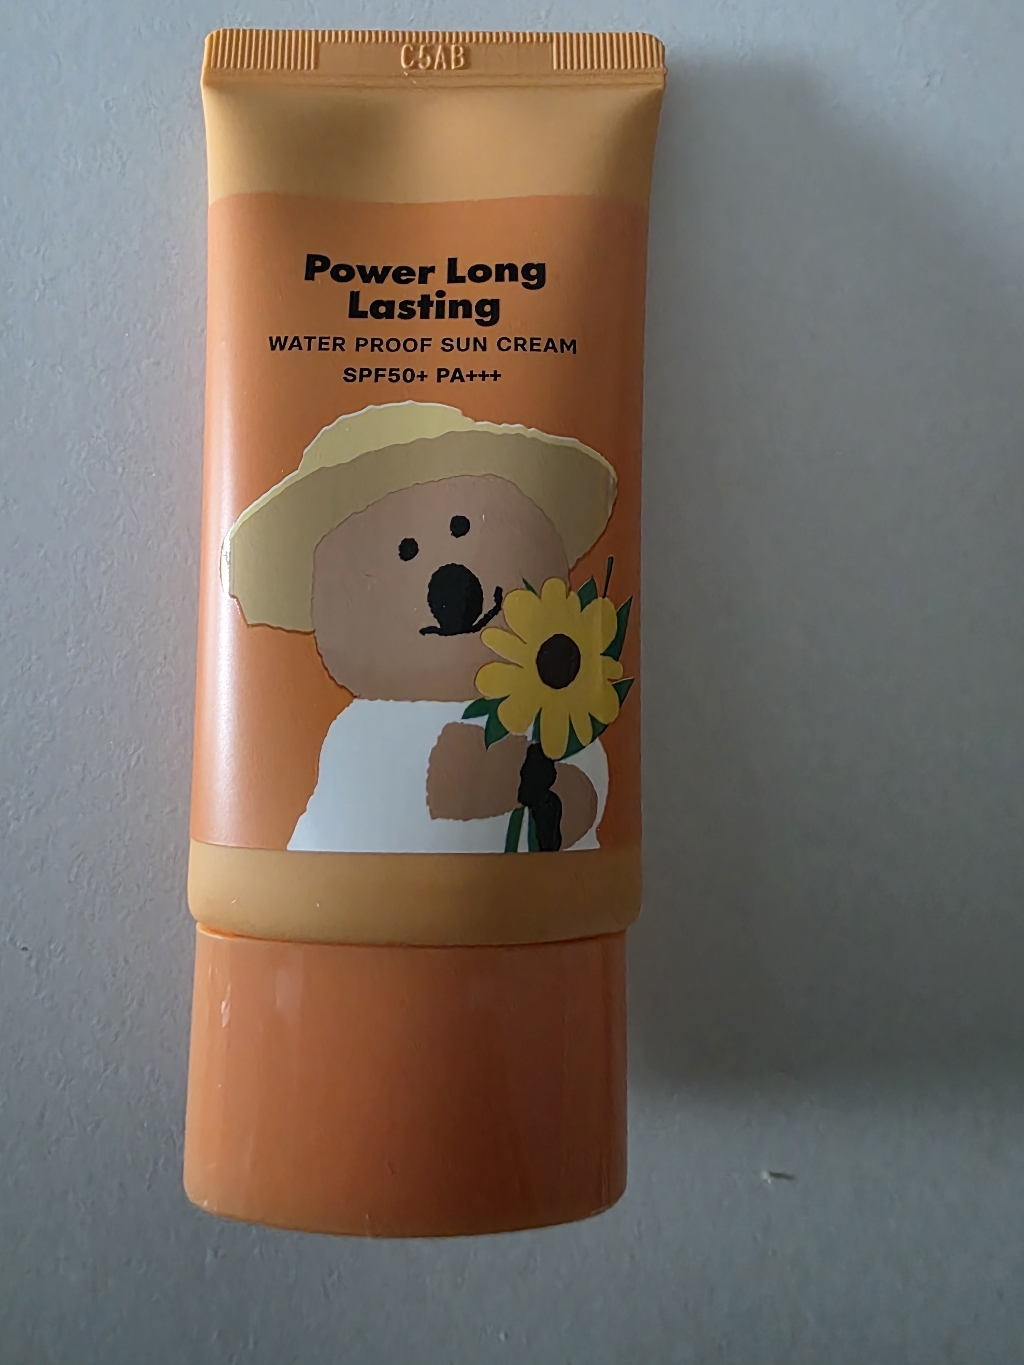 C5AB
Power Long
Lasting
WATER PROOF SUN CREAM
SPF50+ PA+++